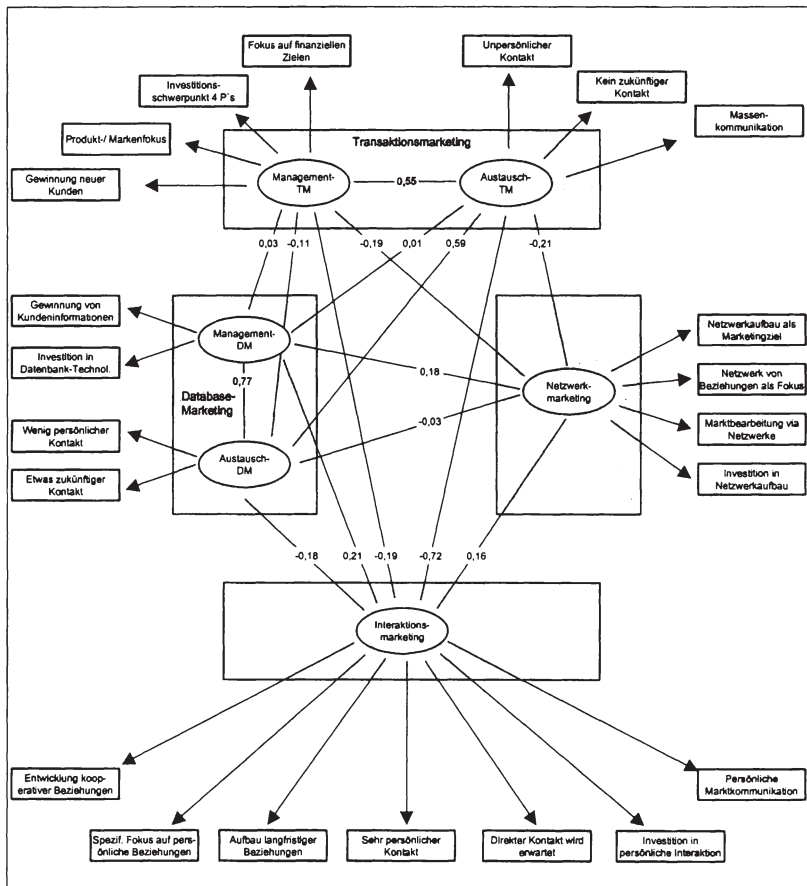 Fokus auf finanziellen
Zielen
Unpersönlicher
Kontakt
Investitions-
schwerpunkt 4 P´s
Kein zukünftiger
Kontakt
Produkt-/ Markenfokus
Massen-
kommunikation
Transaktionsmarketing
Gewinnung neuer
Kunden
Management-
TM
0,55
Austausch-
TM
0,03
-0,11
-0,19
0,01
0,59
-0,21
Gewinnung von
Kundeninformationen
Management-
DM
Investition in
Datenbank-Technol.
0,77
Database-
Marketing
Wenig persönlicher
Kontakt
Austausch-
DM
Etwas zukünftiger
Kontakt
0,18
-0,03
Netzwerk-
marketing
Netzwerkaufbau als
Marketingziel
Netzwerk von
Beziehungen als Fokus
Marktbearbeitung via
Netzwerke
Investition in
Netzwerkaufbau
-0,18
0,21
-0,19
-0,72
0,16
Interaktions-
marketing
Entwicklung koop-
erativer Beziehungen
Persönliche
Marktkommunikation
Spezif. Fokus auf pers-
önliche Beziehungen
Aufbau langfristiger
Beziehungen
Sehr persönlicher
Kontakt
Direkter Kontakt wird
erwartet
Investition in
persönliche Interaktion